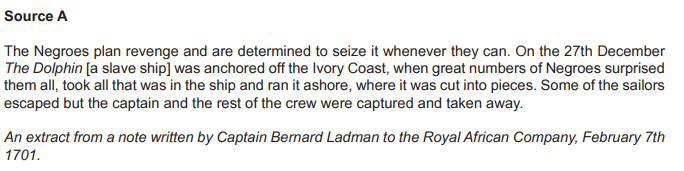 Source A
The Negroes plan revenge and are determined to seize it whenever they can. On the 27th December
The Dolphin [a slave ship] was anchored off the Ivory Coast, when great numbers of Negroes surprised
them all, took all that was in the ship and ran it ashore, where it was cut into pieces. Some of the sailors
escaped but the captain and the rest of the crew were captured and taken away.
An extract from a note written by Captain Bernard Ladman to the Royal African Company, February 7th
1701.